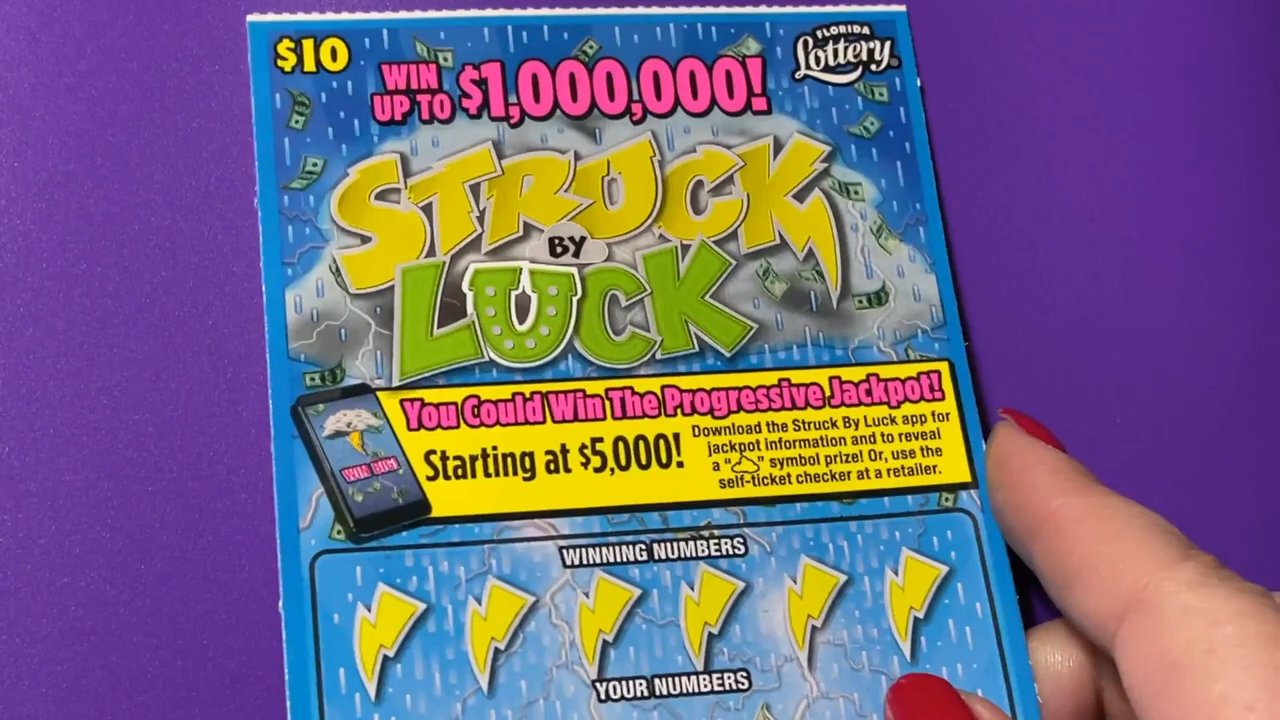 $10
FLORIDA
Lottery
WIN
UP TO $1,000,000!
STRUCK
BY
LUCK
You Could Win The Progressive Jackpot!
Starting at $5,000!
Download the Struck By Luck app for
jackpot information and to reveal
a " " symbol prize! Or, use the
self-ticket checker at a retailer.
WIN BIG!
WINNING NUMBERS
YOUR NUMBERS